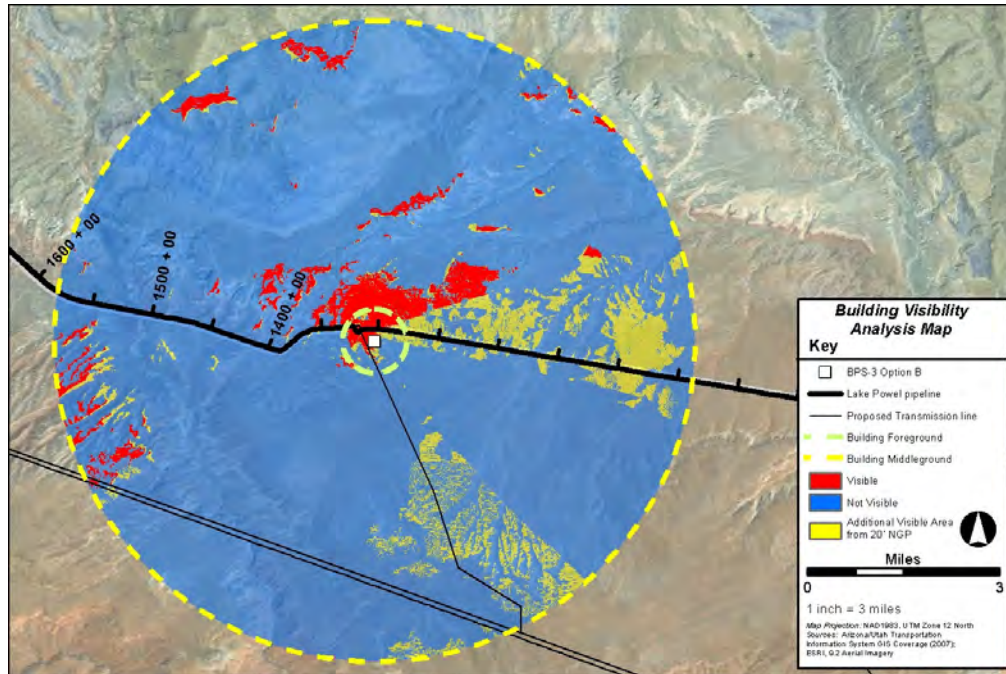 1600 + 00
1500 + 00
1400 + 00
Building Visibility
Analysis Map
Key
BPS-3 Option B
Lake Powel pipeline
Proposed Transmission line
Building Foreground
Building Middleground
Visible
Not Visible
Additional Visible Area
from 20' NGP
Miles
0 3
1 inch = 3 miles
Map Projection: NAD1983, UTM Zone 12 North
Sources: Arizona/Utah Transportation
Information System GIS Coverage (2007);
ESRI, 9.2 Aerial Imagery